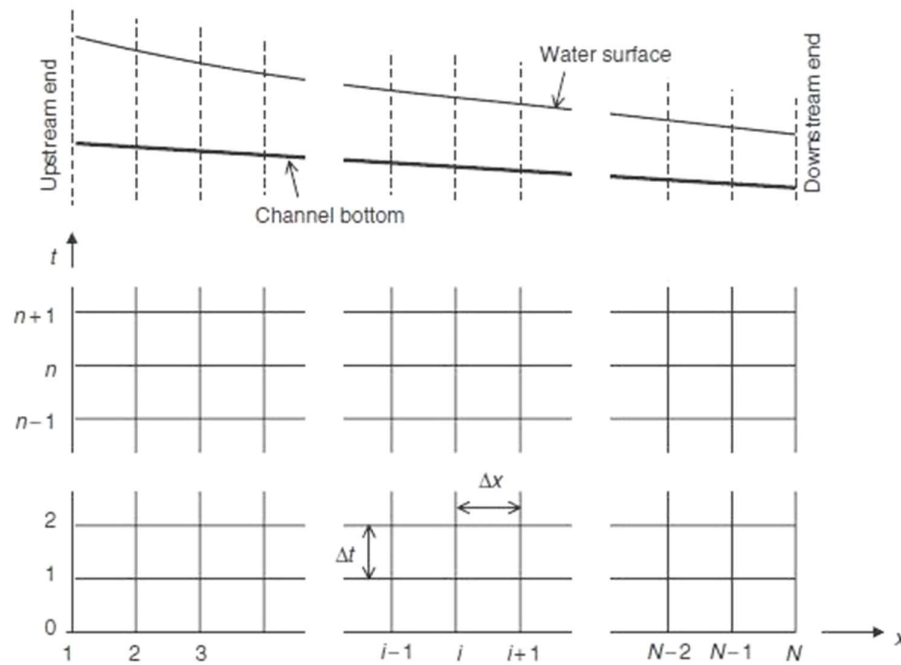 Upstream end
Water surface
Downstream end
Channel bottom
t
n+1
n
n−1
2
Δx
Δt
1
0
x
1 2 3 i−1 i i+1 N−2 N−1 N